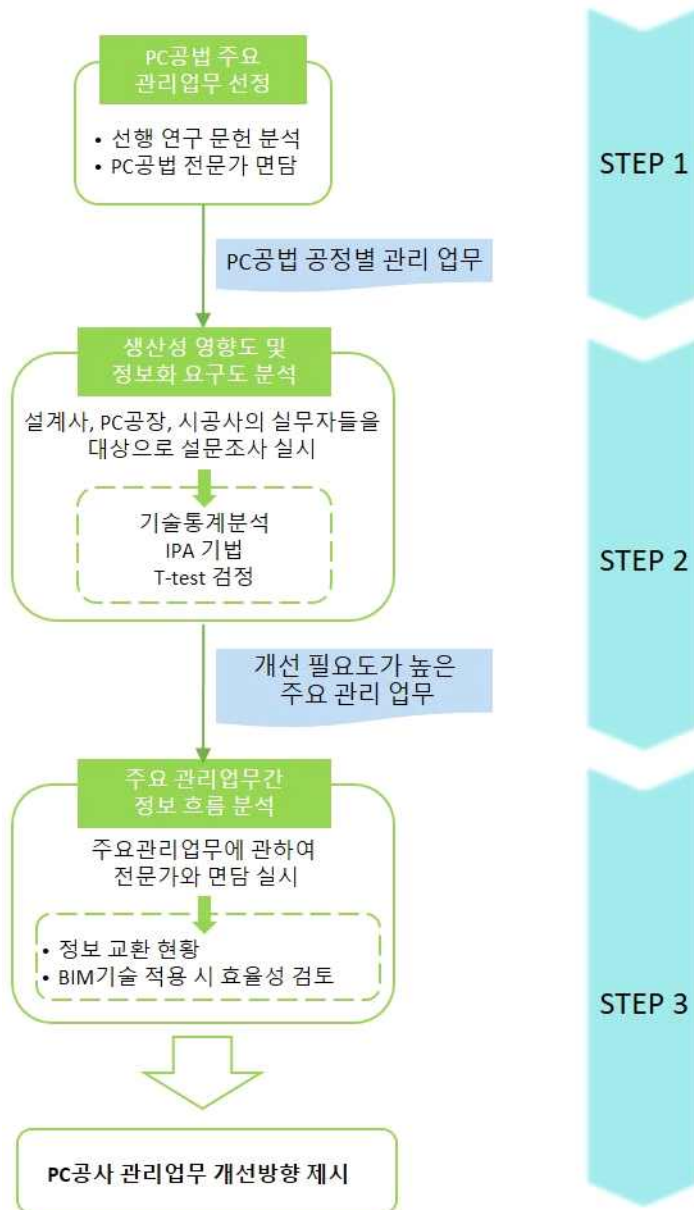 PC공법 주요
관리업무 선정
• 선행 연구 문헌 분석
• PC공법 전문가 면담
STEP 1
PC공법 공정별 관리 업무
생산성 영향도 및
정보화 요구도 분석
설계사, PC공장, 시공사의 실무자들을
대상으로 설문조사 실시
기술통계분석
IPA 기법
T-test 검정
STEP 2
개선 필요도가 높은
주요 관리 업무
주요 관리업무간
정보 흐름 분석
주요관리업무에 관하여
전문가와 면담 실시
• 정보 교환 현황
• BIM기술 적용 시 효율성 검토
STEP 3
PC공사 관리업무 개선방향 제시